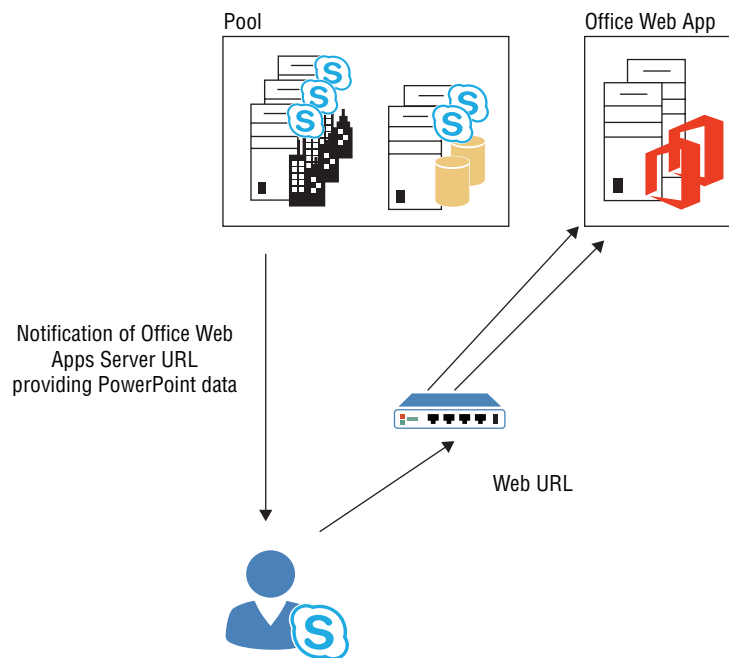 Pool
Office Web App
Notification of Office Web
Apps Server URL
providing PowerPoint data
Web URL